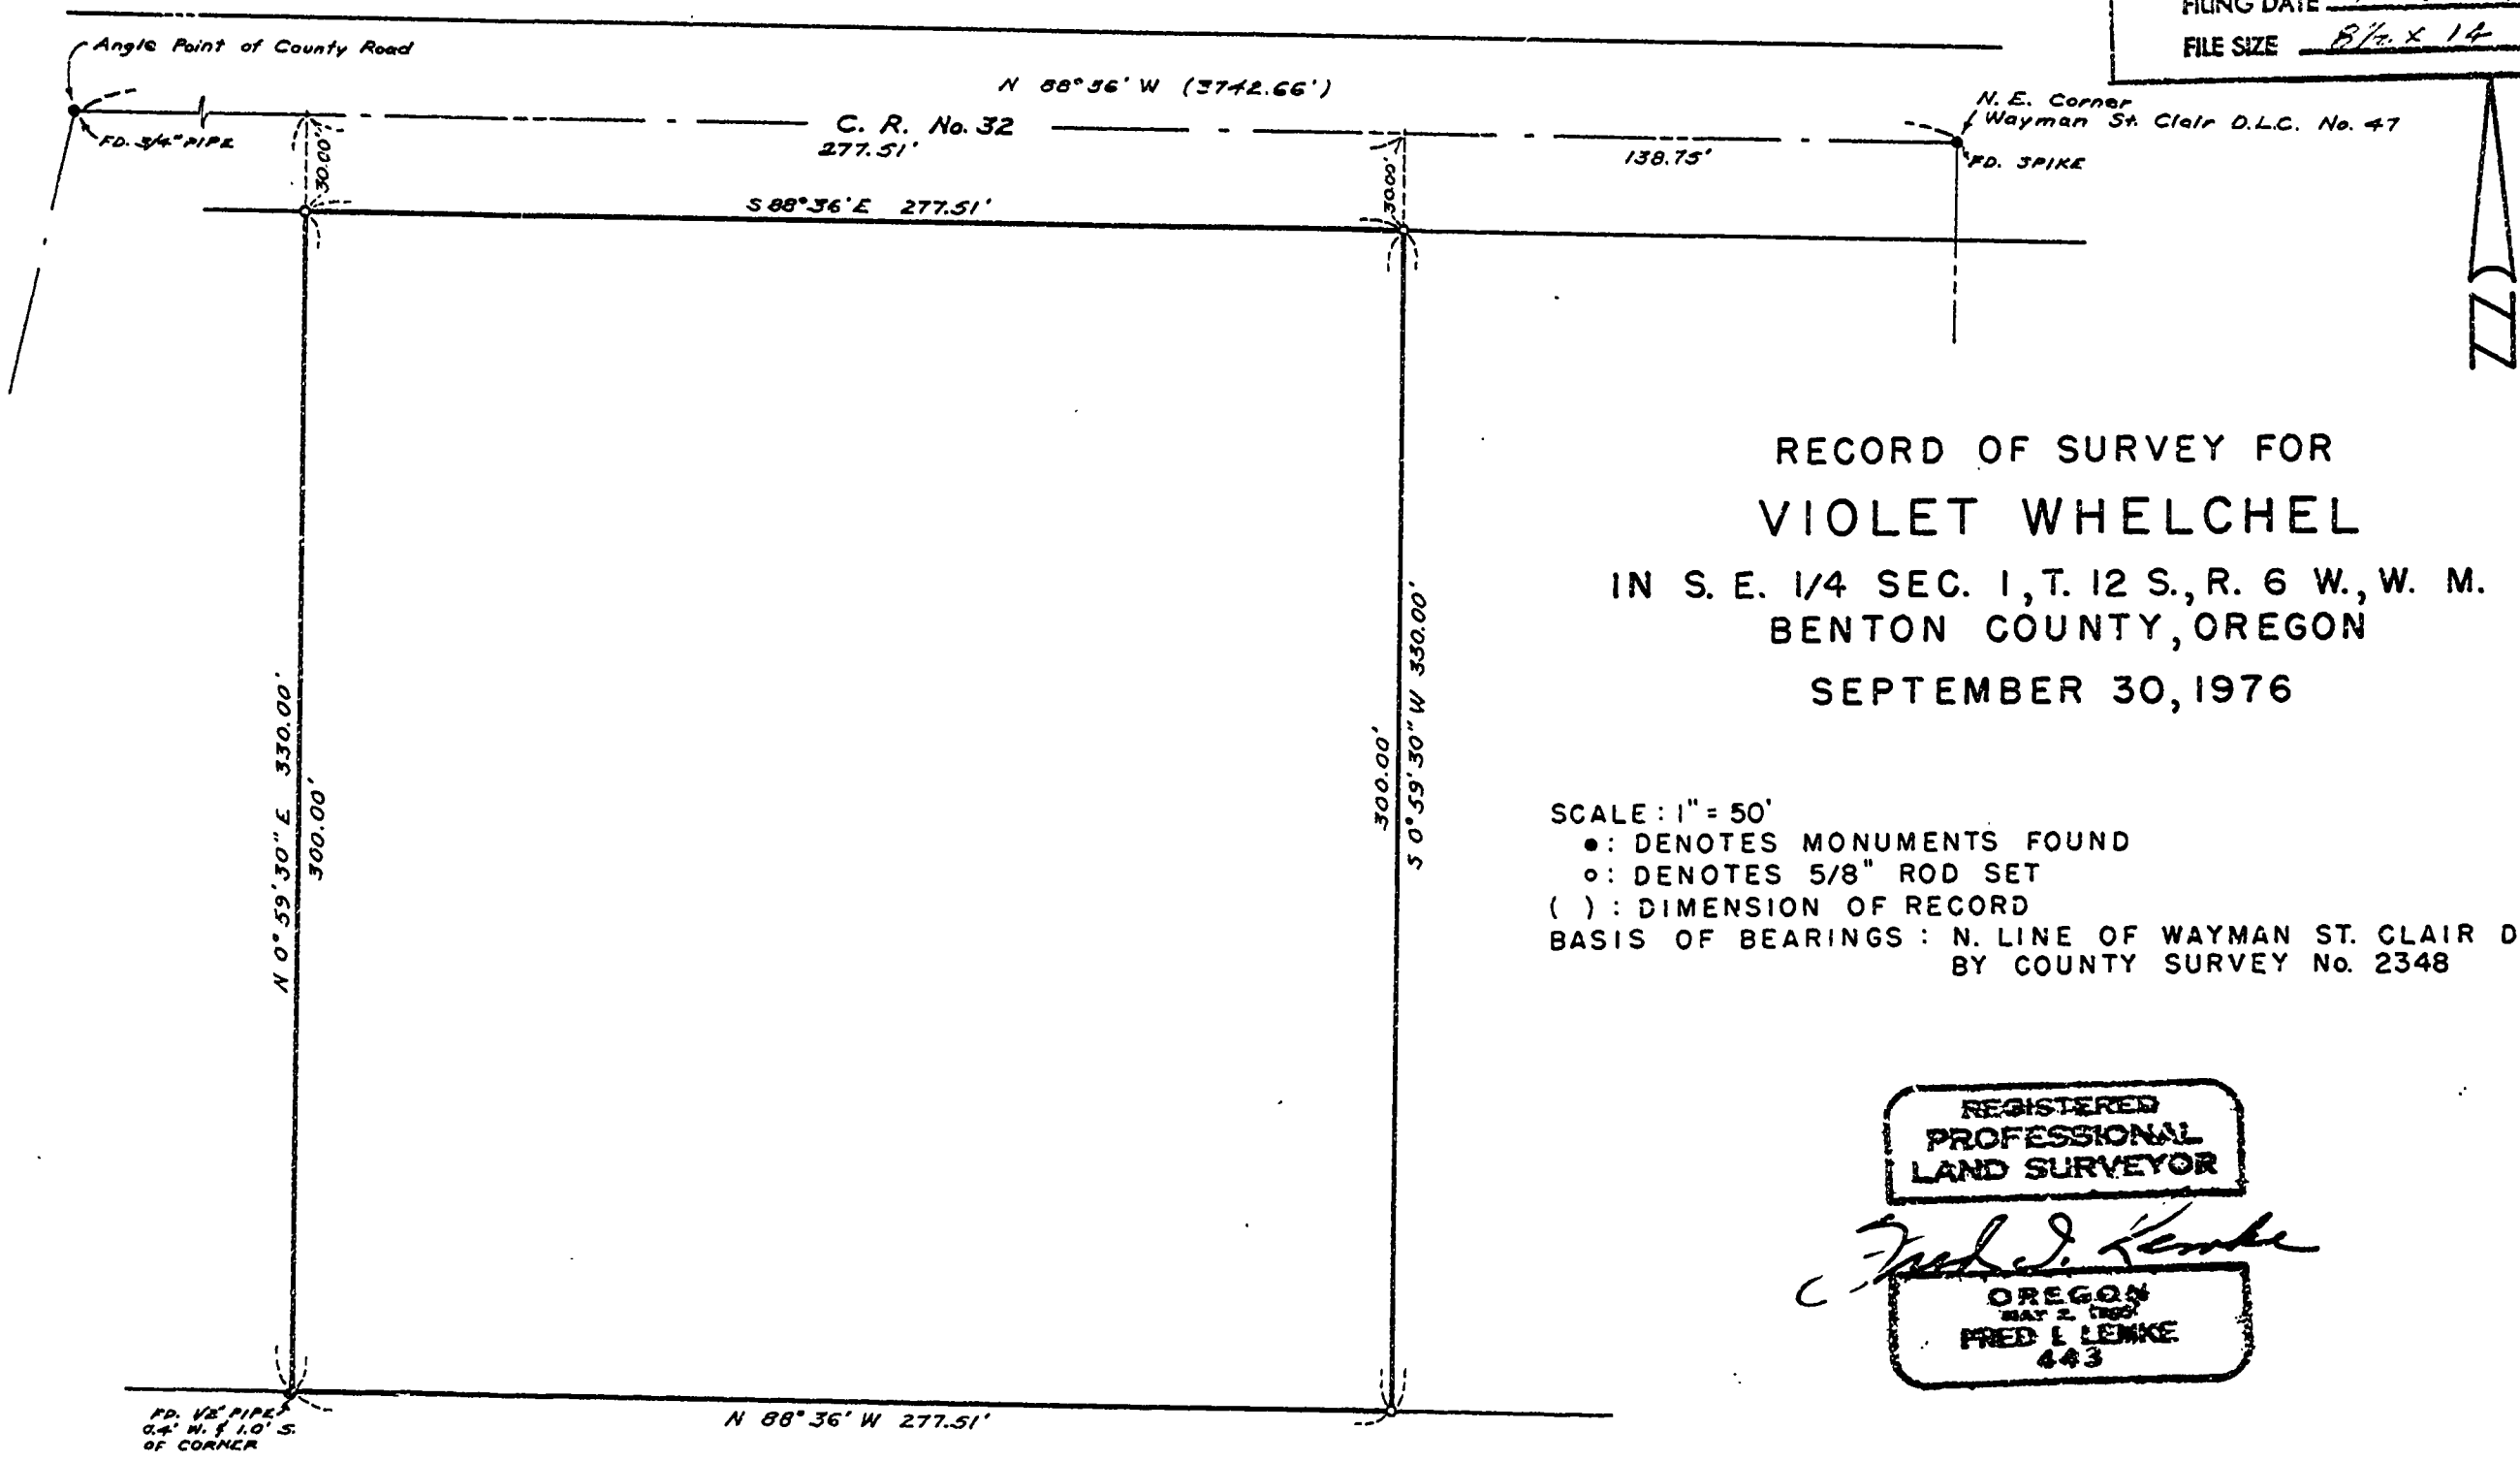 FILING DATE
FILE SIZE 8½ x 14
Angle Point of County Road
N 88°36' W (3742.66')
N. E. Corner
Wayman St. Clair D.L.C. No. 47
FD. 3/4" PIPE
C. R. No. 32
277.51'
138.75'
FD. SPIKE
30.00'
30.00'
S 88°36' E 277.51'
RECORD OF SURVEY FOR
VIOLET WHELCHEL
IN S. E. 1/4 SEC. 1, T. 12 S., R. 6 W., W. M.
BENTON COUNTY, OREGON
SEPTEMBER 30, 1976
N 0°59'30" E 330.00'
300.00'
300.00'
S 0°59'30" W 330.00'
SCALE : 1" = 50'
●: DENOTES MONUMENTS FOUND
○: DENOTES 5/8" ROD SET
( ) : DIMENSION OF RECORD
BASIS OF BEARINGS : N. LINE OF WAYMAN ST. CLAIR D
BY COUNTY SURVEY No. 2348
REGISTERED
PROFESSIONAL
LAND SURVEYOR
Fred I. Lemke
OREGON
MAY 2
FRED I. LEMKE
443
FD. 1/2" PIPE
0.4' W. & 1.0' S.
OF CORNER
N 88°36' W 277.51'